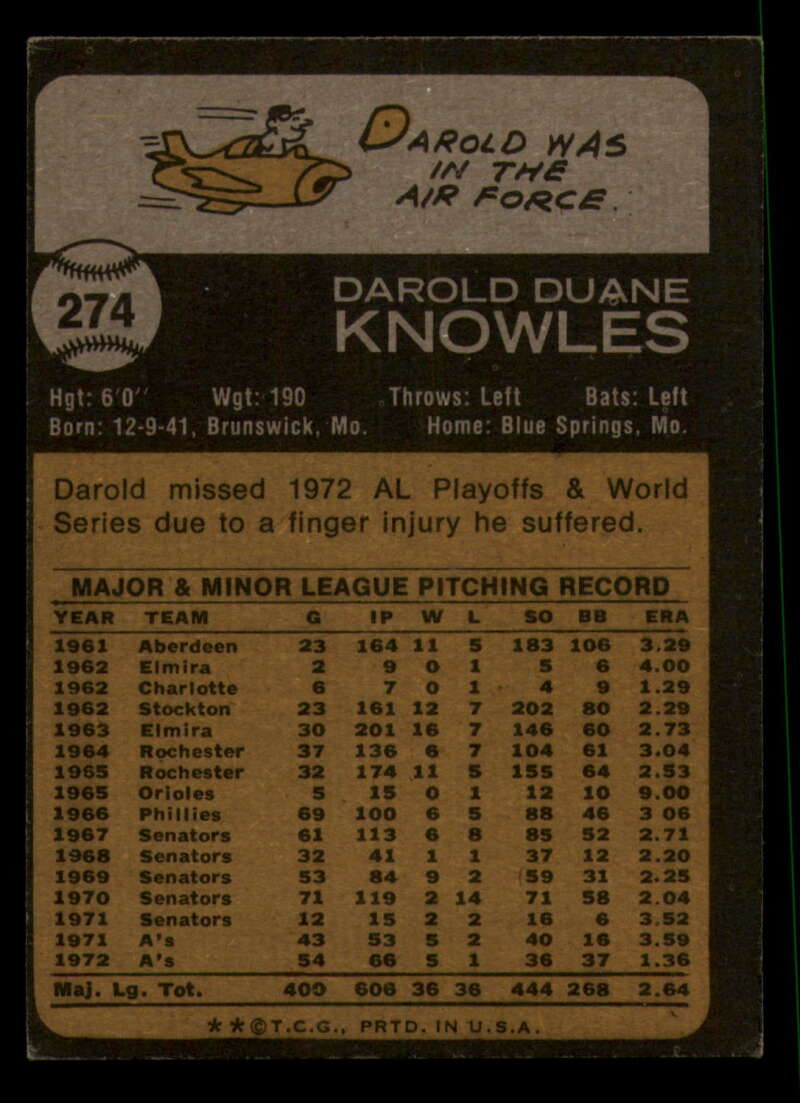 DAROLD WAS
IN THE
AIR FORCE.
274
DAROLD DUANE
KNOWLES
Hgt: 6'0" Wgt: 190 Throws: Left Bats: Left
Born: 12-9-41, Brunswick, Mo. Home: Blue Springs, Mo.
Darold missed 1972 AL Playoffs & World
Series due to a finger injury he suffered.
MAJOR & MINOR LEAGUE PITCHING RECORD
YEAR TEAM G IP W L SO BB ERA
1961 Aberdeen 23 164 11 5 183 106 3.29
1962 Elmira 2 9 0 1 5 6 4.00
1962 Charlotte 6 7 0 1 4 9 1.29
1962 Stockton 23 161 12 7 202 80 2.29
1963 Elmira 30 201 16 7 146 60 2.73
1964 Rochester 37 136 6 7 104 61 3.04
1965 Rochester 32 174 11 5 155 64 2.53
1965 Orioles 5 15 0 1 12 10 9.00
1966 Phillies 69 100 6 5 88 46 3 06
1967 Senators 61 113 6 8 85 52 2.71
1968 Senators 32 41 1 1 37 12 2.20
1969 Senators 53 84 9 2 59 31 2.25
1970 Senators 71 119 2 14 71 58 2.04
1971 Senators 12 15 2 2 16 6 3.52
1971 A's 43 53 5 2 40 16 3.59
1972 A's 54 66 5 1 36 37 1.36
Maj. Lg. Tot. 400 606 36 36 444 268 2.64
**©T.C.G., PRTD. IN U.S.A.